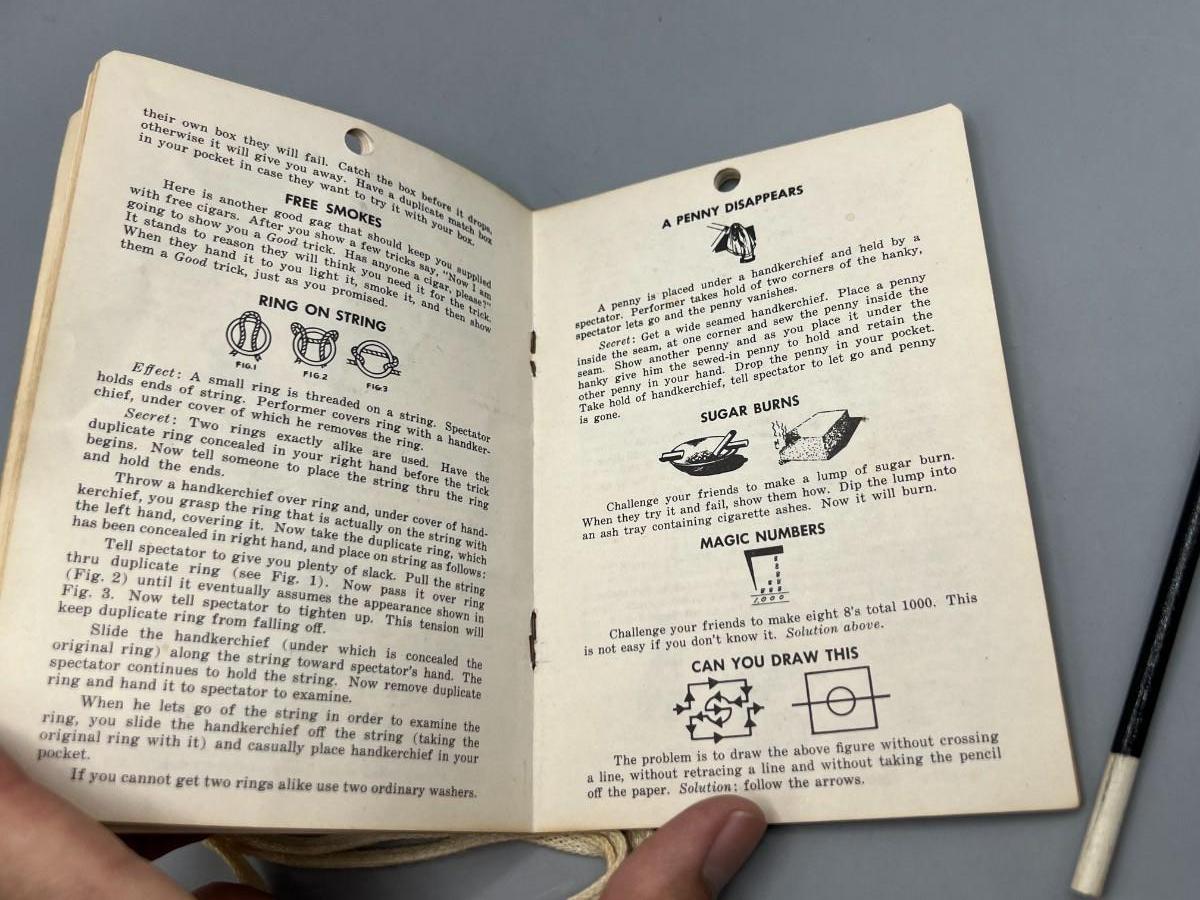 their own box they will fail. Catch the box before it drops,
otherwise it will give you away. Have a duplicate match box
in your pocket in case they want to try it with your box.
FREE SMOKES
Here is another good gag that should keep you supplied
with free cigars. After you show a few tricks say, "Now I am
going to show you a Good trick. Has anyone a cigar, please?"
It stands to reason they will think you need it for the trick.
When they hand it to you light it, smoke it, and then show
them a Good trick, just as you promised.
RING ON STRING
FIG.1 FIG.2 FIG.3
Effect: A small ring is threaded on a string. Spectator
holds ends of string. Performer covers ring with a handker-
chief, under cover of which he removes the ring.
Secret: Two rings exactly alike are used. Have the
duplicate ring concealed in your right hand before the trick
begins. Now tell someone to place the string thru the ring
and hold the ends.
Throw a handkerchief over ring and, under cover of hand-
kerchief, you grasp the ring that is actually on the string with
the left hand, covering it. Now take the duplicate ring, which
has been concealed in right hand, and place on string as follows:
Tell spectator to give you plenty of slack. Pull the string
thru duplicate ring (see Fig. 1). Now pass it over ring
(Fig. 2) until it eventually assumes the appearance shown in
Fig. 3. Now tell spectator to tighten up. This tension will
keep duplicate ring from falling off.
Slide the handkerchief (under which is concealed the
original ring) along the string toward spectator's hand. The
spectator continues to hold the string. Now remove duplicate
ring and hand it to spectator to examine.
When he lets go of the string in order to examine the
ring, you slide the handkerchief off the string (taking the
original ring with it) and casually place handkerchief in your
pocket.
If you cannot get two rings alike use two ordinary washers.
A PENNY DISAPPEARS
A penny is placed under a handkerchief and held by a
spectator. Performer takes hold of two corners of the hanky,
spectator lets go and the penny vanishes.
Secret: Get a wide seamed handkerchief. Place a penny
inside the seam, at one corner and sew the penny inside the
seam. Show another penny and as you place it under the
hanky give him the sewed-in penny to hold and retain the
other penny in your hand. Drop the penny in your pocket.
Take hold of handkerchief, tell spectator to let go and penny
is gone.
SUGAR BURNS
Challenge your friends to make a lump of sugar burn.
When they try it and fail, show them how. Dip the lump into
an ash tray containing cigarette ashes. Now it will burn.
MAGIC NUMBERS
1,000
Challenge your friends to make eight 8's total 1000. This
is not easy if you don't know it. Solution above.
CAN YOU DRAW THIS
The problem is to draw the above figure without crossing
a line, without retracing a line and without taking the pencil
off the paper. Solution: follow the arrows.